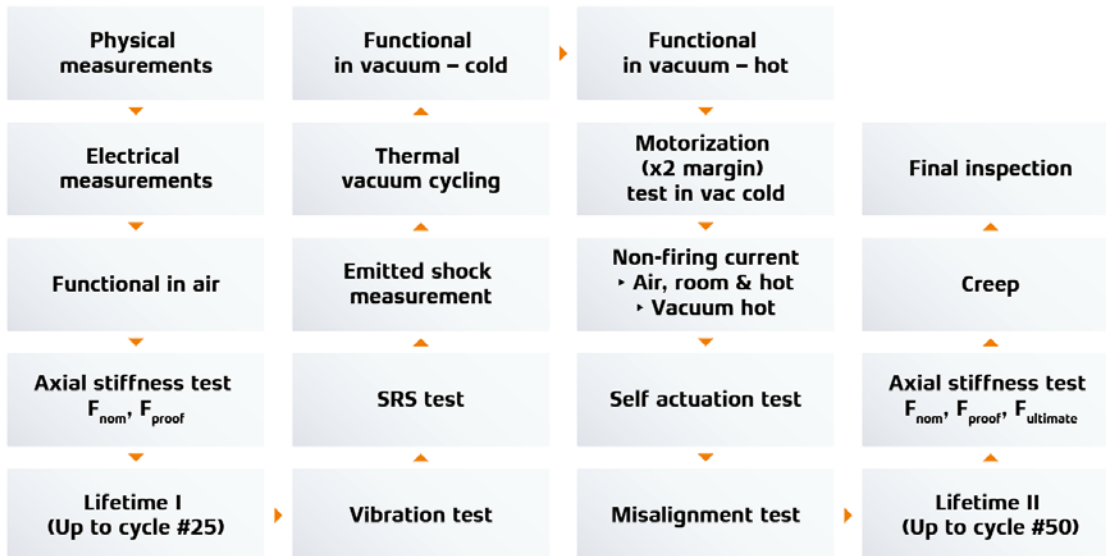 Physical
measurements
Electrical
measurements
Functional in air
Axial stiffness test
Fnom, Fproof
Lifetime I
(Up to cycle #25)
Vibration test
SRS test
Emitted shock
measurement
Thermal
vacuum cycling
Functional
in vacuum – cold
Functional
in vacuum – hot
Motorization
(x2 margin)
test in vac cold
Non-firing current
‣ Air, room & hot
‣ Vacuum hot
Self actuation test
Misalignment test
Lifetime II
(Up to cycle #50)
Axial stiffness test
Fnom, Fproof, Fultimate
Creep
Final inspection